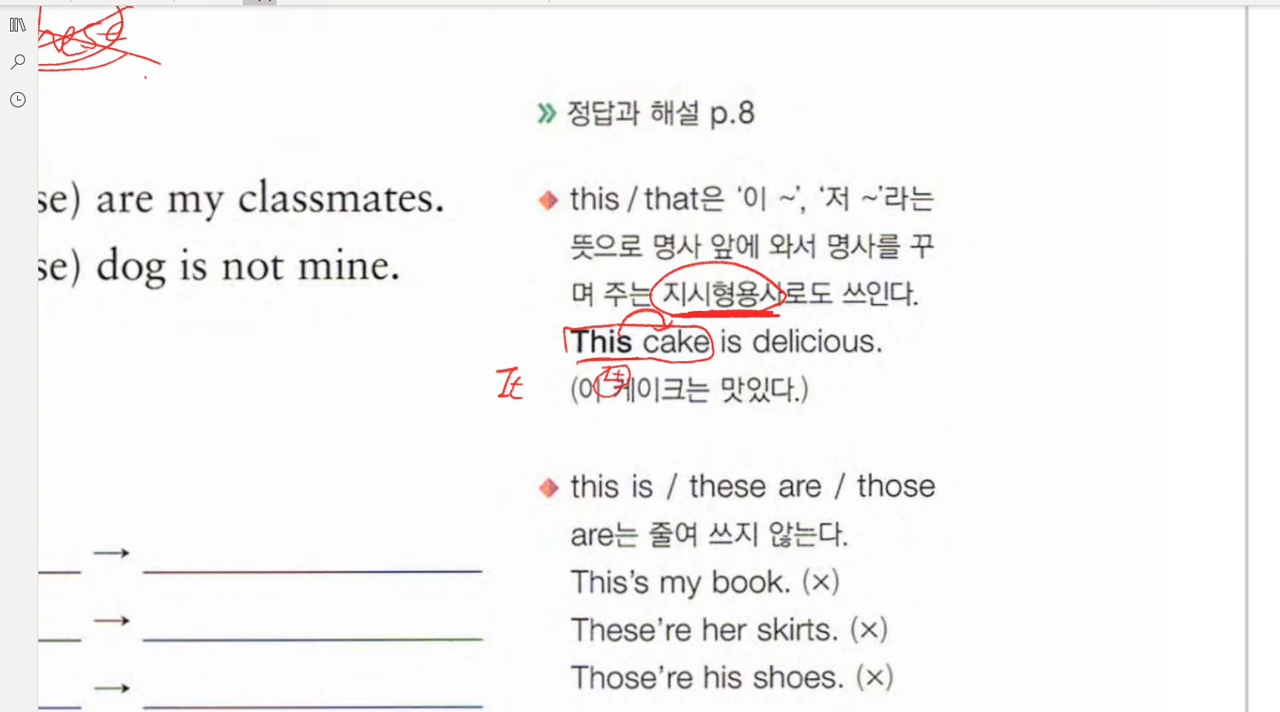 정답과 해설 p.8
se) are my classmates.
se) dog is not mine.
this / that은 '이 ~', '저 ~'라는
뜻으로 명사 앞에 와서 명사를 꾸
며 주는 지시형용사로도 쓰인다.
This cake is delicious.
It
It
(이 케이크는 맛있다.)
this is / these are / those
are는 줄여 쓰지 않는다.
This's my book. (×)
These're her skirts. (×)
Those're his shoes. (×)